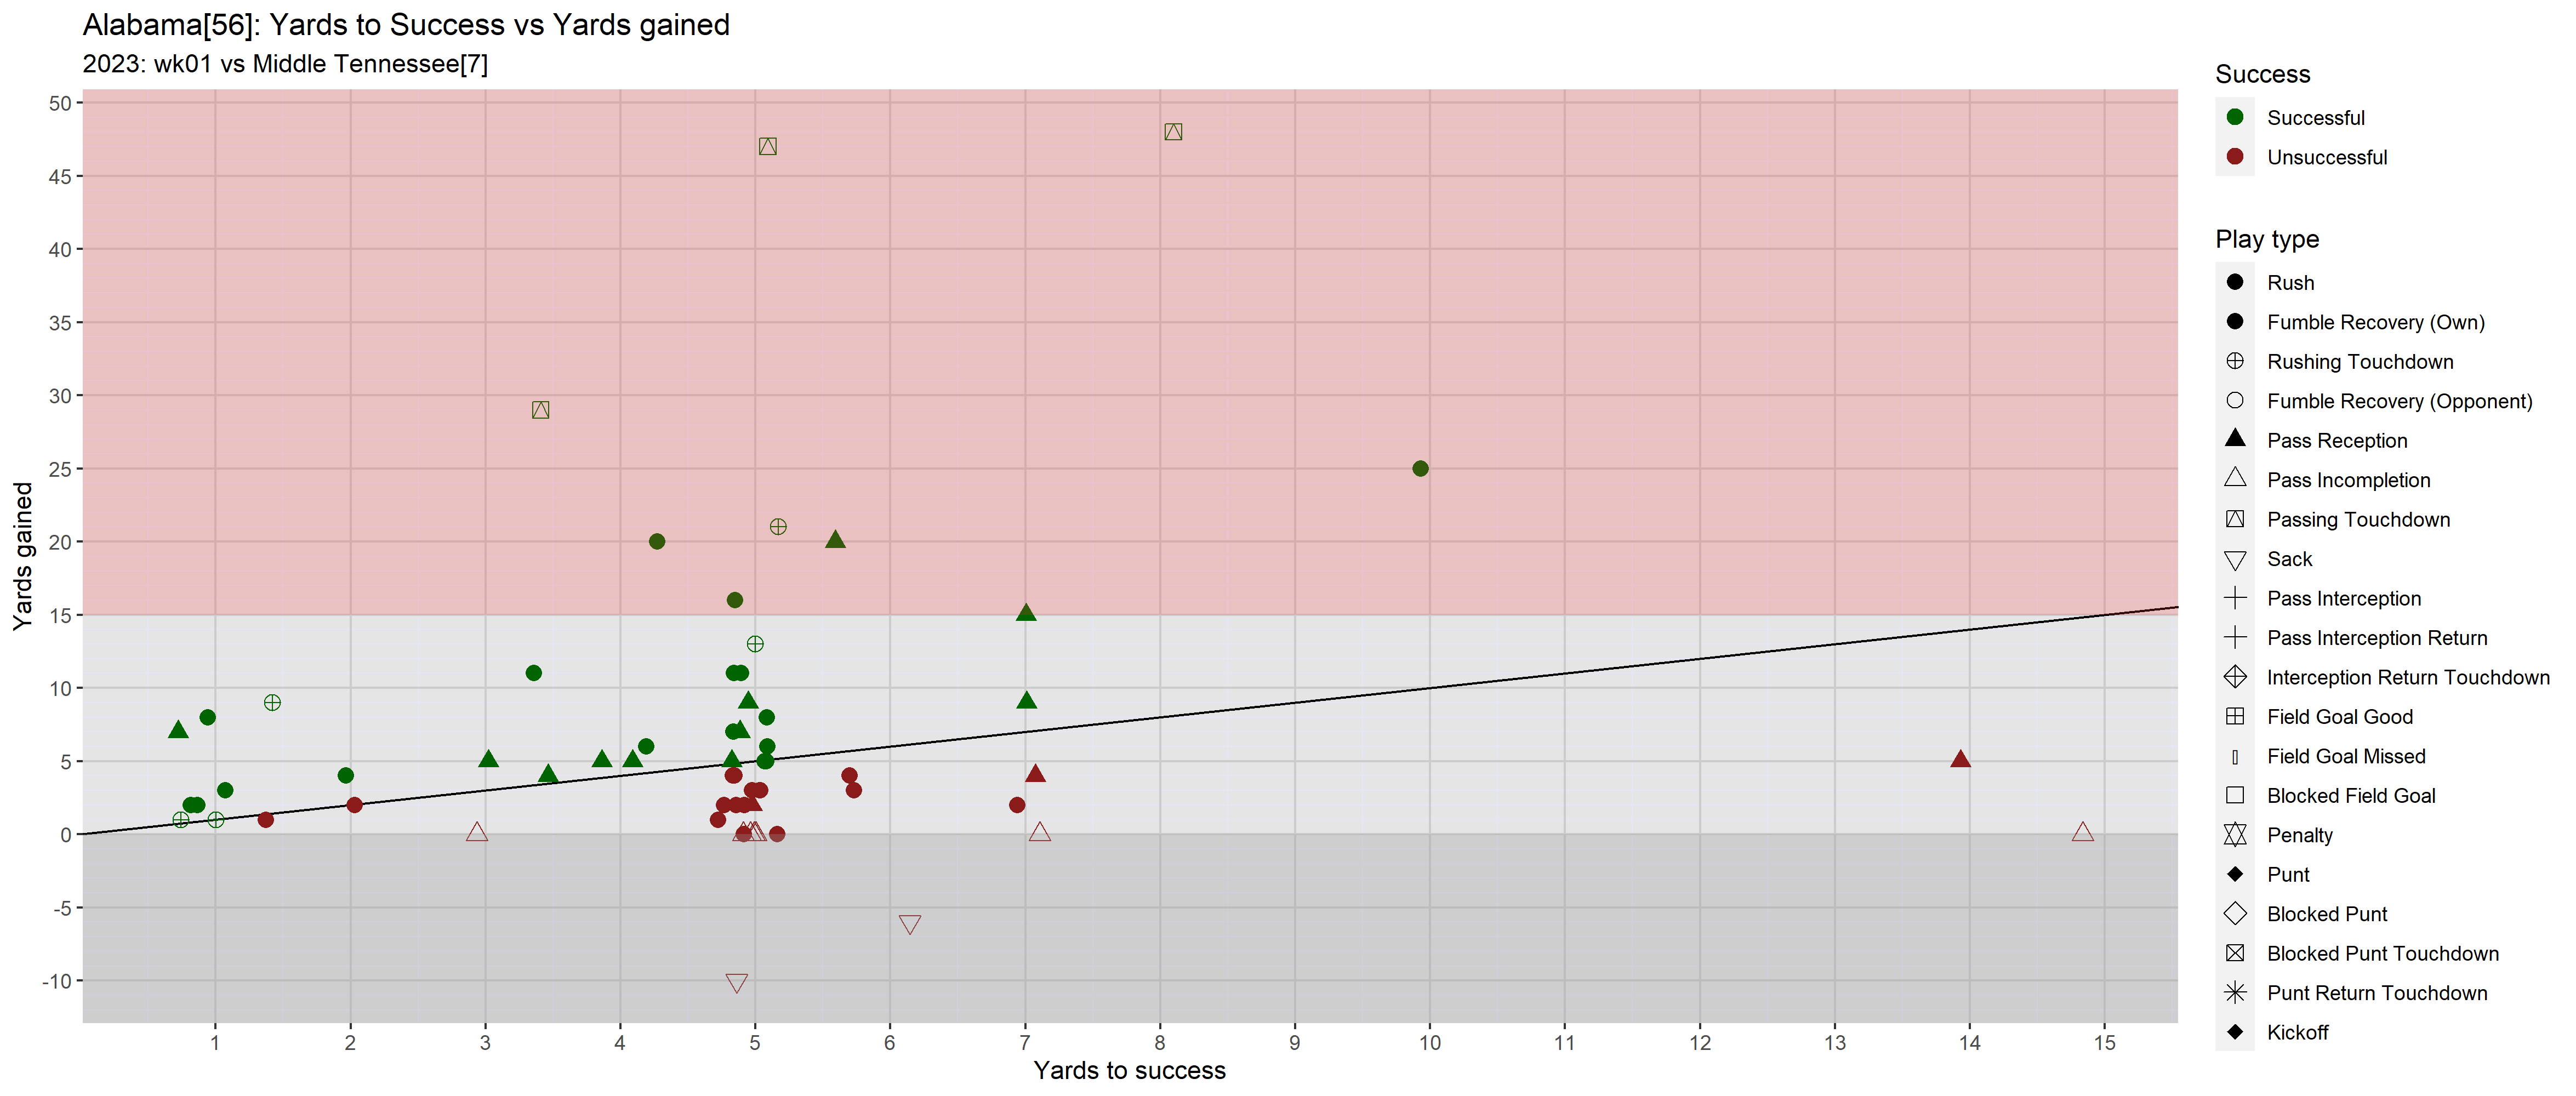 Alabama[56]: Yards to Success vs Yards gained
2023: wk01 vs Middle Tennessee[7]
Yards gained
50
45
40
35
30
25
20
15
10
5
0
-5
-10
1 2 3 4 5 6 7 8 9 10 11 12 13 14 15
Yards to success
Success
Successful
Unsuccessful
Play type
Rush
Fumble Recovery (Own)
Rushing Touchdown
Fumble Recovery (Opponent)
Pass Reception
Pass Incompletion
Passing Touchdown
Sack
Pass Interception
Pass Interception Return
Interception Return Touchdown
Field Goal Good
Field Goal Missed
Blocked Field Goal
Penalty
Punt
Blocked Punt
Blocked Punt Touchdown
Punt Return Touchdown
Kickoff